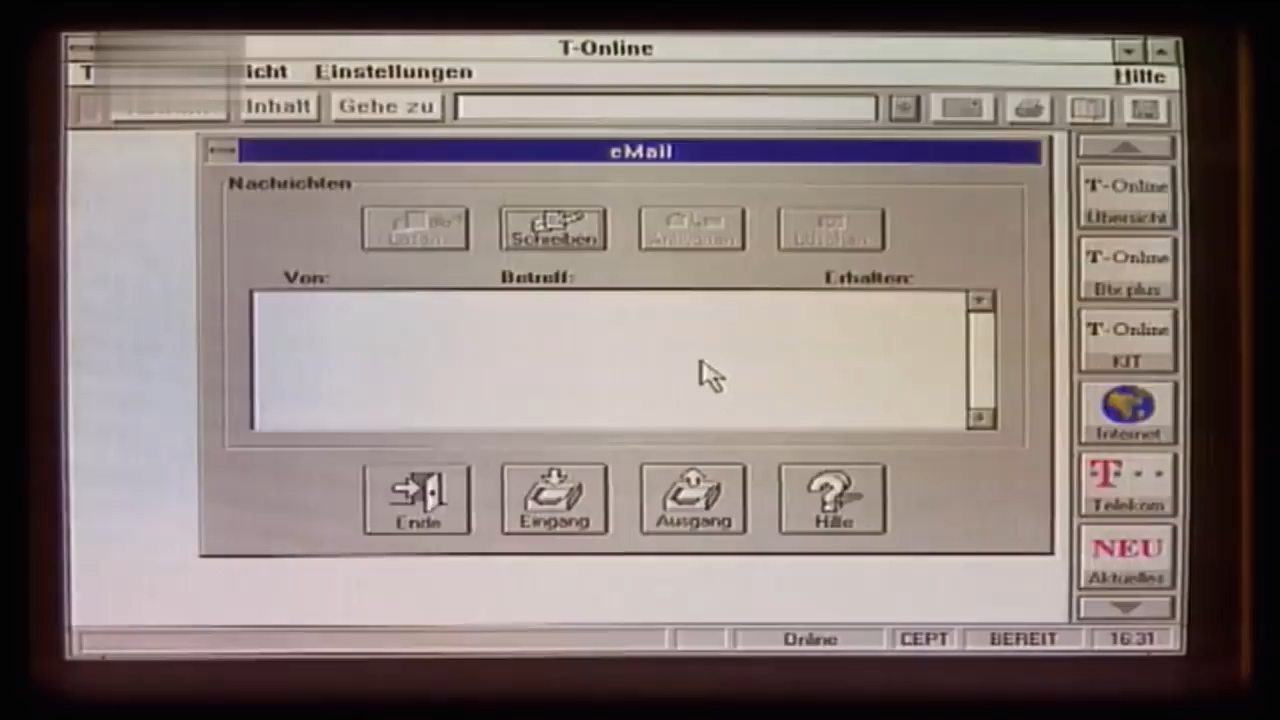 T-Online
icht Einstellungen Hilfe
Inhalt Gehe zu
eMail
Nachrichten
Schreiben
Von: Betreff: Erhalten:
Ende Eingang Ausgang Hilfe
T-Online
Übersicht
T-Online
Btx plus
T-Online
KIT
Internet
T
Telekom
NEU
Aktuelles
Online CEPT BEREIT 16:31